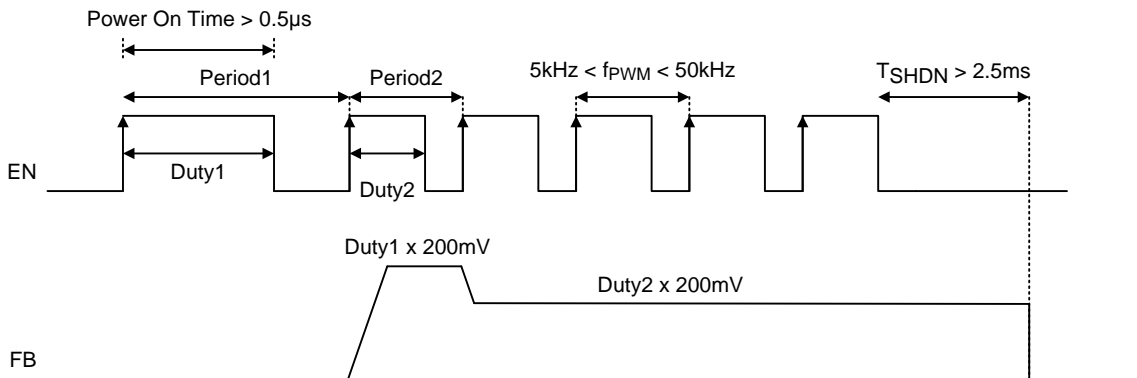 Power On Time > 0.5µs
Period1
Period2
5kHz < fPWM < 50kHz
TSHDN > 2.5ms
EN
Duty1
Duty2
Duty1 x 200mV
Duty2 x 200mV
FB